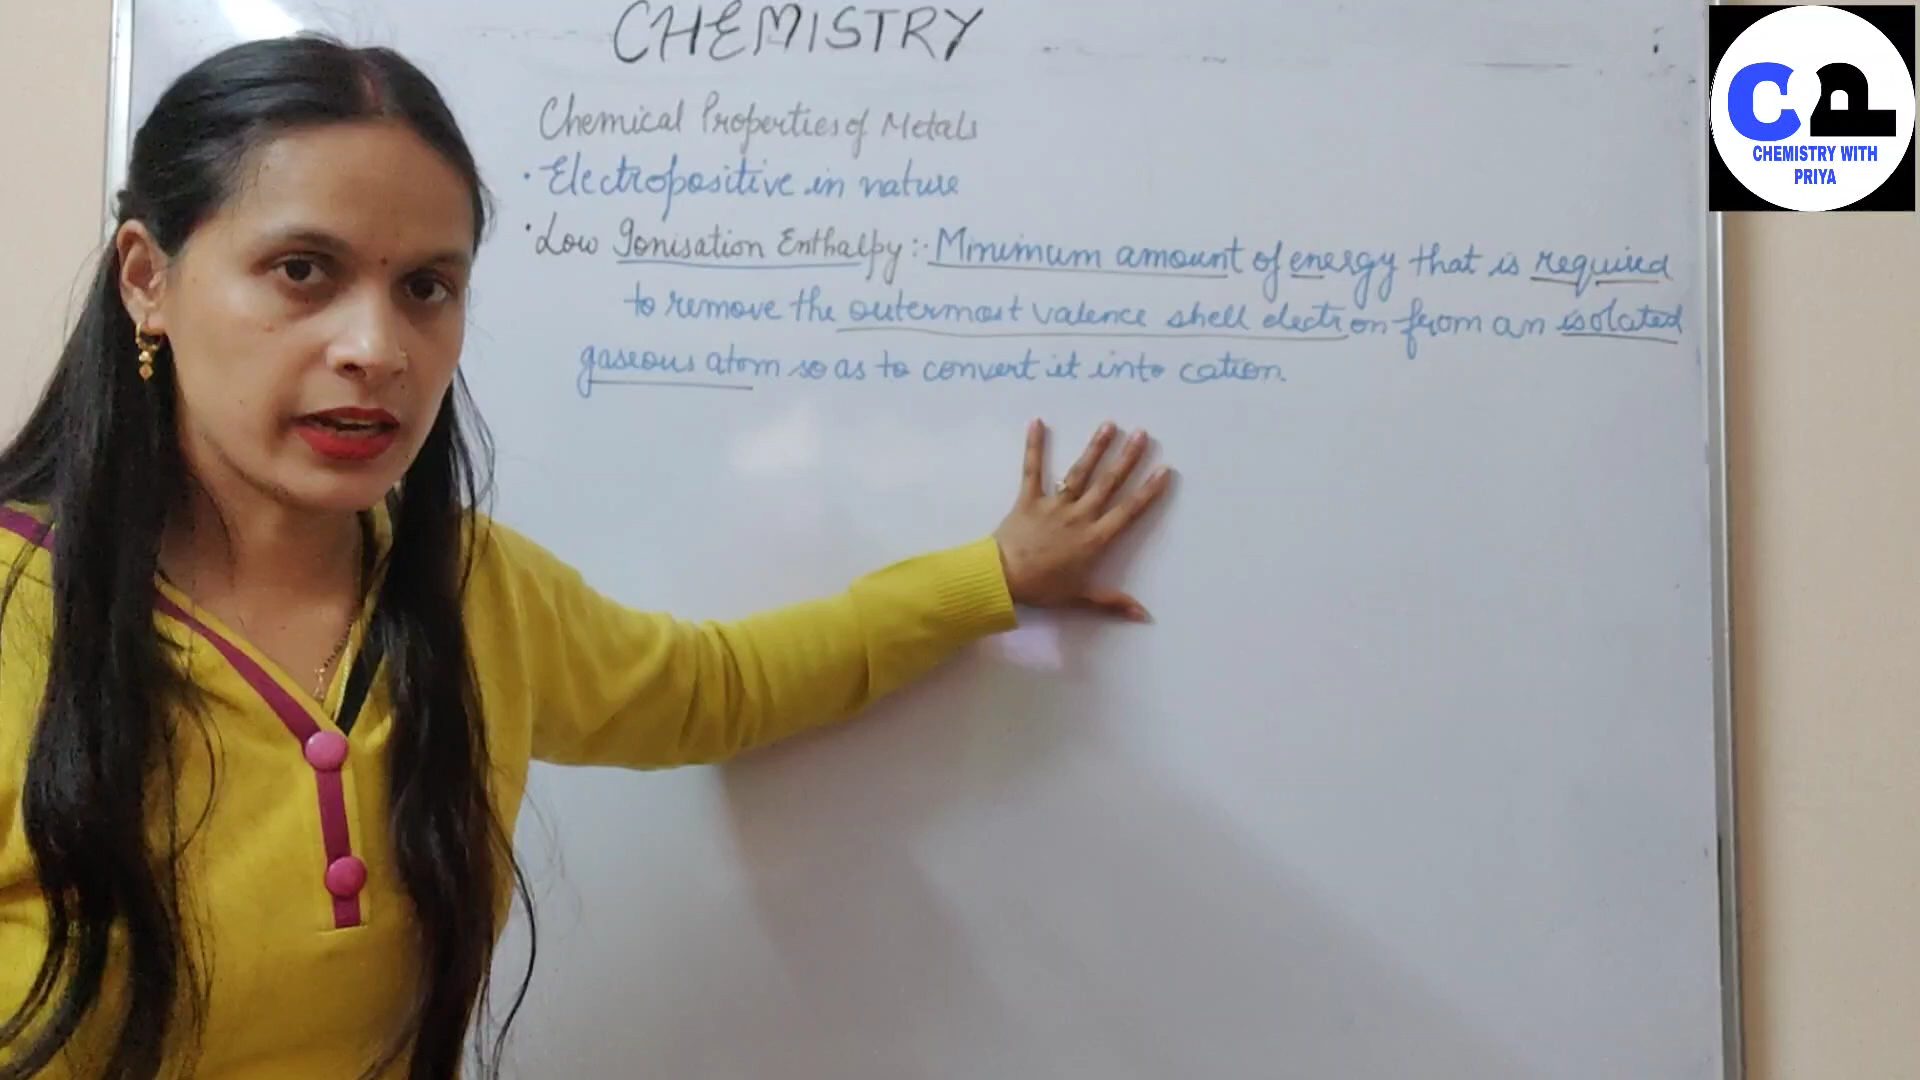 CHEMISTRY
Chemical Properties of Metals
• Electropositive in nature
• Low Ionisation Enthalpy :- Minimum amount of energy that is required
to remove the outermost valence shell electron from an isolated
gaseous atom so as to convert it into cation.
CP
CHEMISTRY WITH
PRIYA